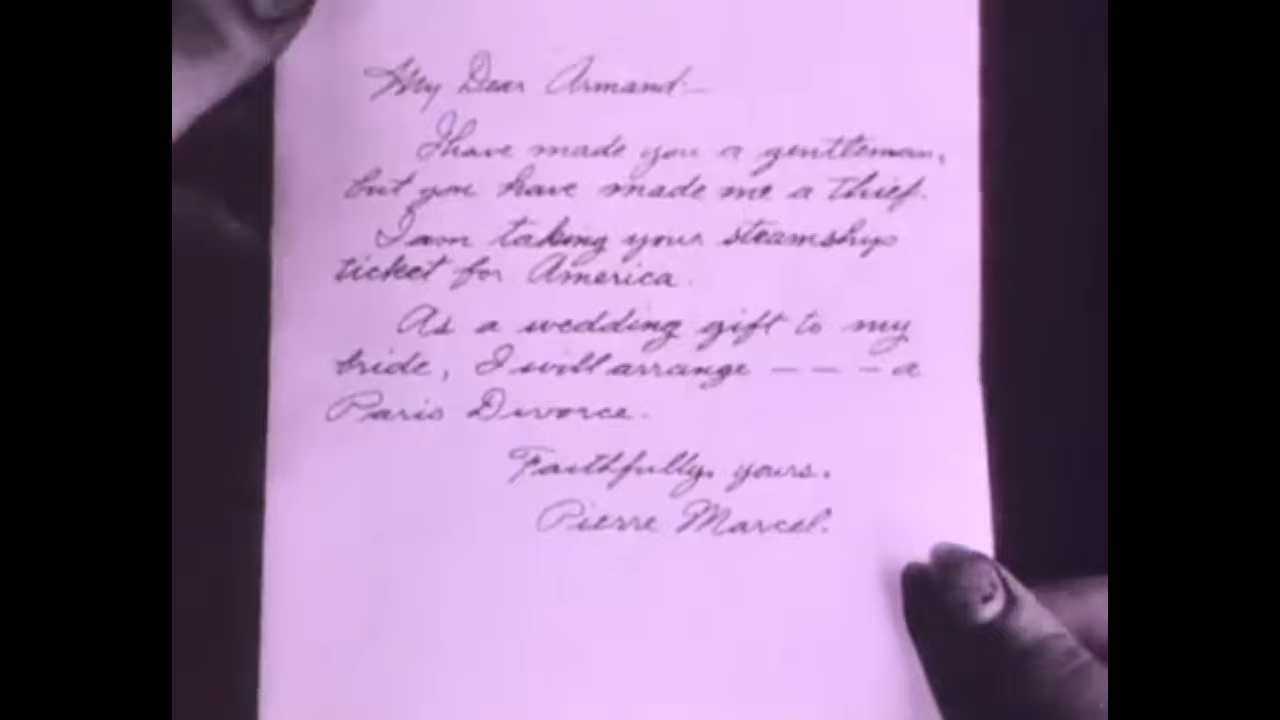 My Dear Armand:—
I have made you a gentleman,
but you have made me a thief.
I am taking your steamship
ticket for America.
As a wedding gift to my
bride, I will arrange — — — a
Paris Divorce.
Faithfully yours.
Pierre Marcel.